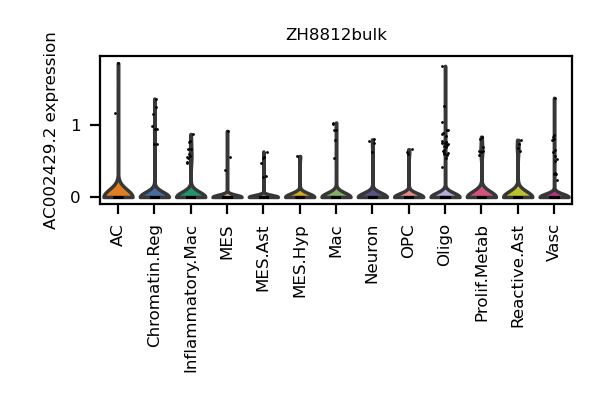 ZH8812bulk
AC002429.2 expression
1
0
AC
Chromatin.Reg
Inflammatory.Mac
MES
MES.Ast
MES.Hyp
Mac
Neuron
OPC
Oligo
Prolif.Metab
Reactive.Ast
Vasc